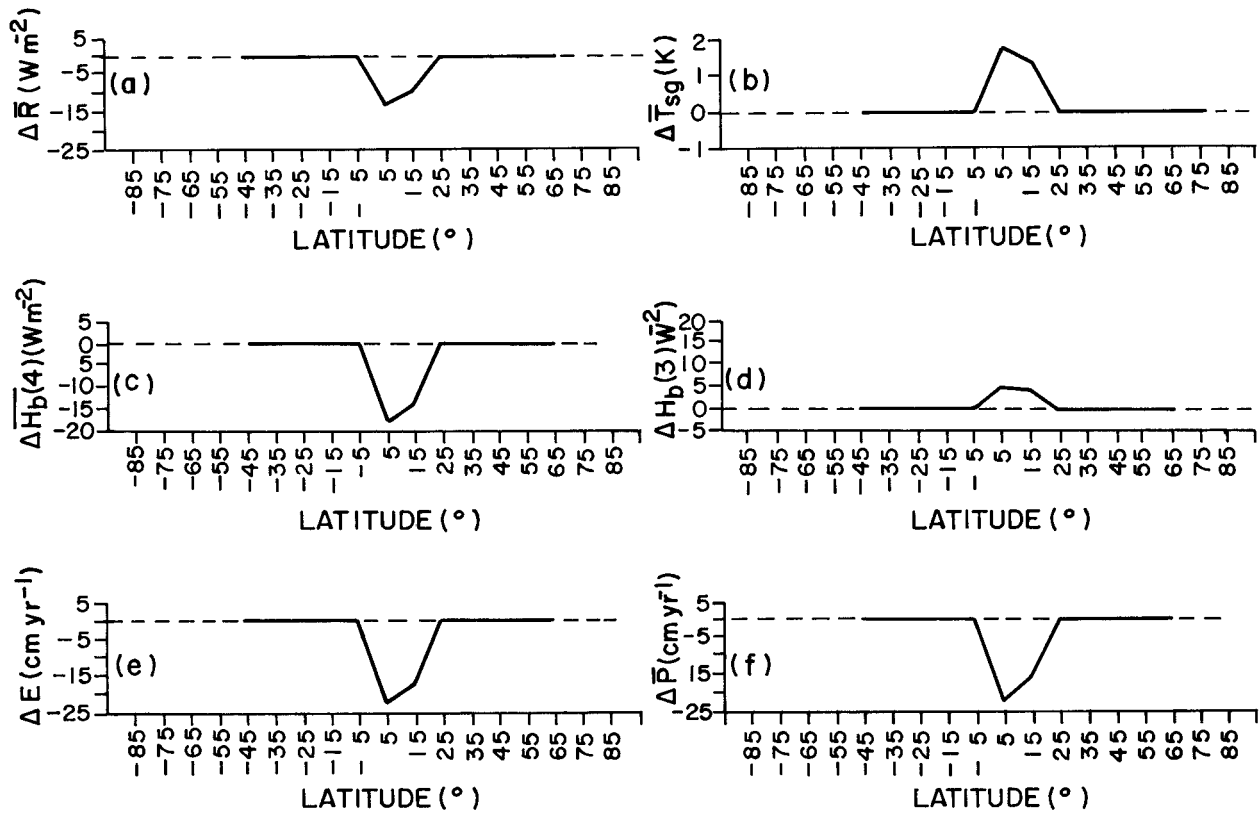 ΔR̅ (Wm⁻²)
5
-5
-15
-25
(a)
-85 -75 -65 -55 -45 -35 -25 -15 -5 5 15 25 35 45 55 65 75 85
LATITUDE (°)
ΔT̅sg (K)
2
1
0
-1
(b)
-85 -75 -65 -55 -45 -35 -25 -15 -5 5 15 25 35 45 55 65 75 85
LATITUDE (°)
ΔH̅b(4)(Wm⁻²)
5
0
-5
-10
-15
-20
(c)
-85 -75 -65 -55 -45 -35 -25 -15 -5 5 15 25 35 45 55 65 75 85
LATITUDE (°)
ΔHb(3)W̄⁻²
20
15
10
5
0
-5
(d)
-85 -75 -65 -55 -45 -35 -25 -15 -5 5 15 25 35 45 55 65 75 85
LATITUDE (°)
ΔE (cm yr⁻¹)
5
-5
-15
-25
(e)
-85 -75 -65 -55 -45 -35 -25 -15 -5 5 15 25 35 45 55 65 75 85
LATITUDE (°)
ΔP̅ (cm yr⁻¹)
5
-5
15
-25
(f)
-85 -75 -65 -55 -45 -35 -25 -15 -5 5 15 25 35 45 55 65 75 85
LATITUDE (°)